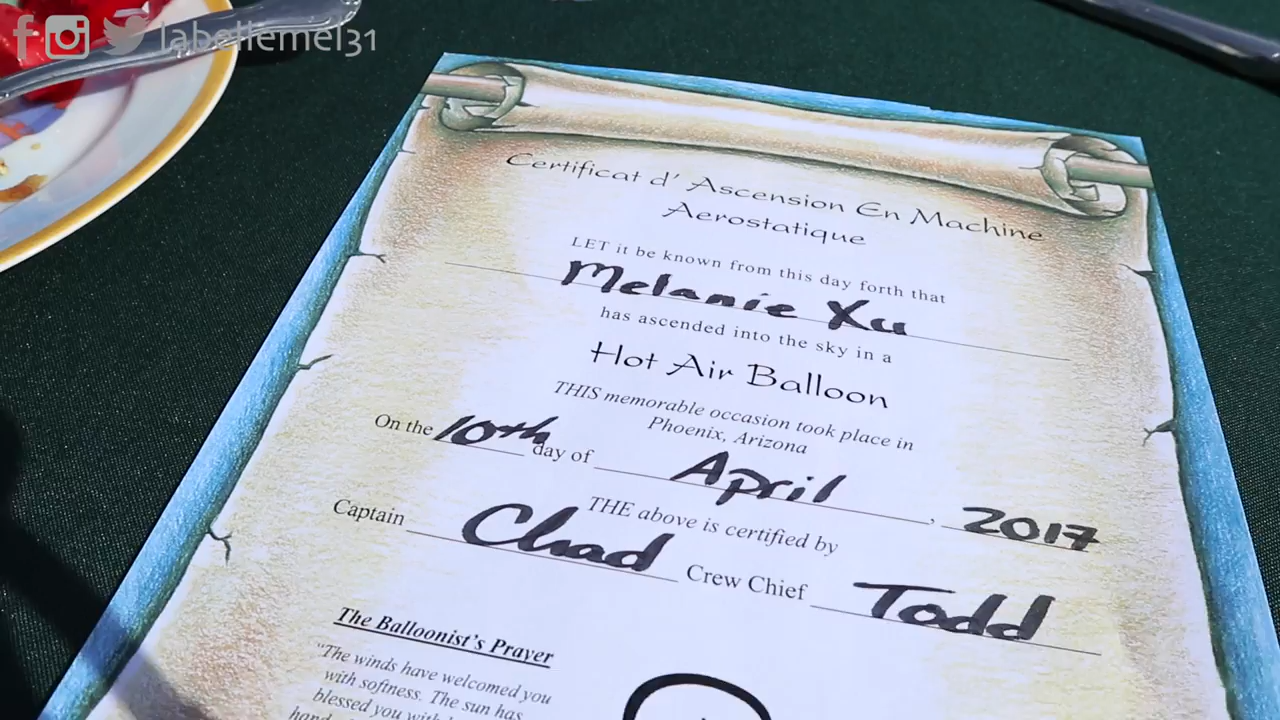 labellemel31
Certificat d' Ascension En Machine
Aerostatique
LET it be known from this day forth that
Melanie Xu
has ascended into the sky in a
Hot Air Balloon
THIS memorable occasion took place in
Phoenix, Arizona
On the 10th day of April, 2017
THE above is certified by
Captain Chad Crew Chief Todd
The Balloonist's Prayer
"The winds have welcomed you
with softness. The sun has
blessed you with